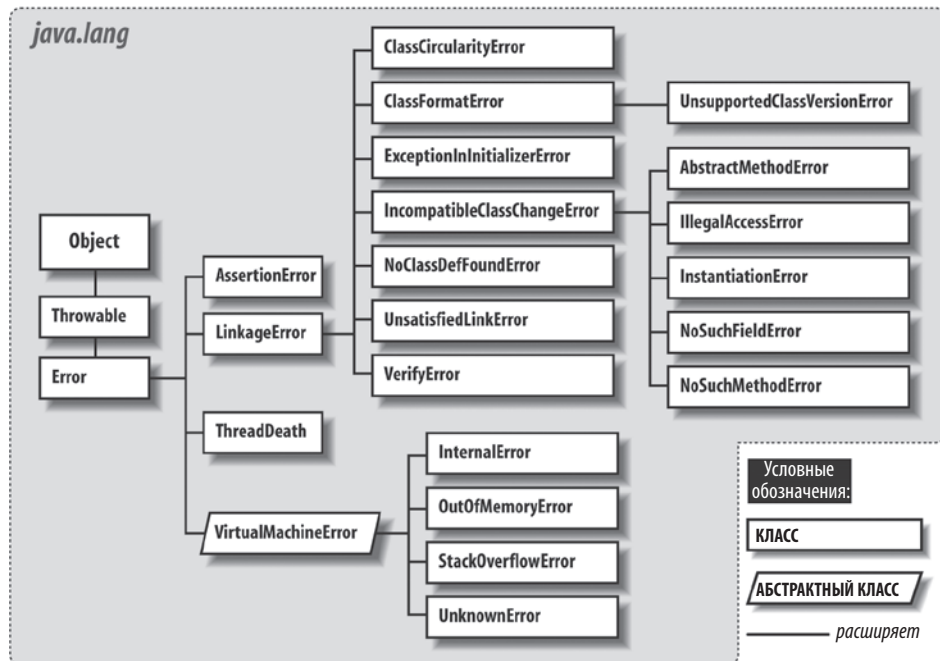 java.lang
ClassCircularityError
ClassFormatError
UnsupportedClassVersionError
ExceptionInInitializerError
AbstractMethodError
IncompatibleClassChangeError
IllegalAccessError
Object
AssertionError
NoClassDefFoundError
InstantiationError
Throwable
LinkageError
UnsatisfiedLinkError
NoSuchFieldError
Error
VerifyError
NoSuchMethodError
ThreadDeath
InternalError
VirtualMachineError
OutOfMemoryError
StackOverflowError
UnknownError
Условные
обозначения:
КЛАСС
АБСТРАКТНЫЙ КЛАСС
расширяет